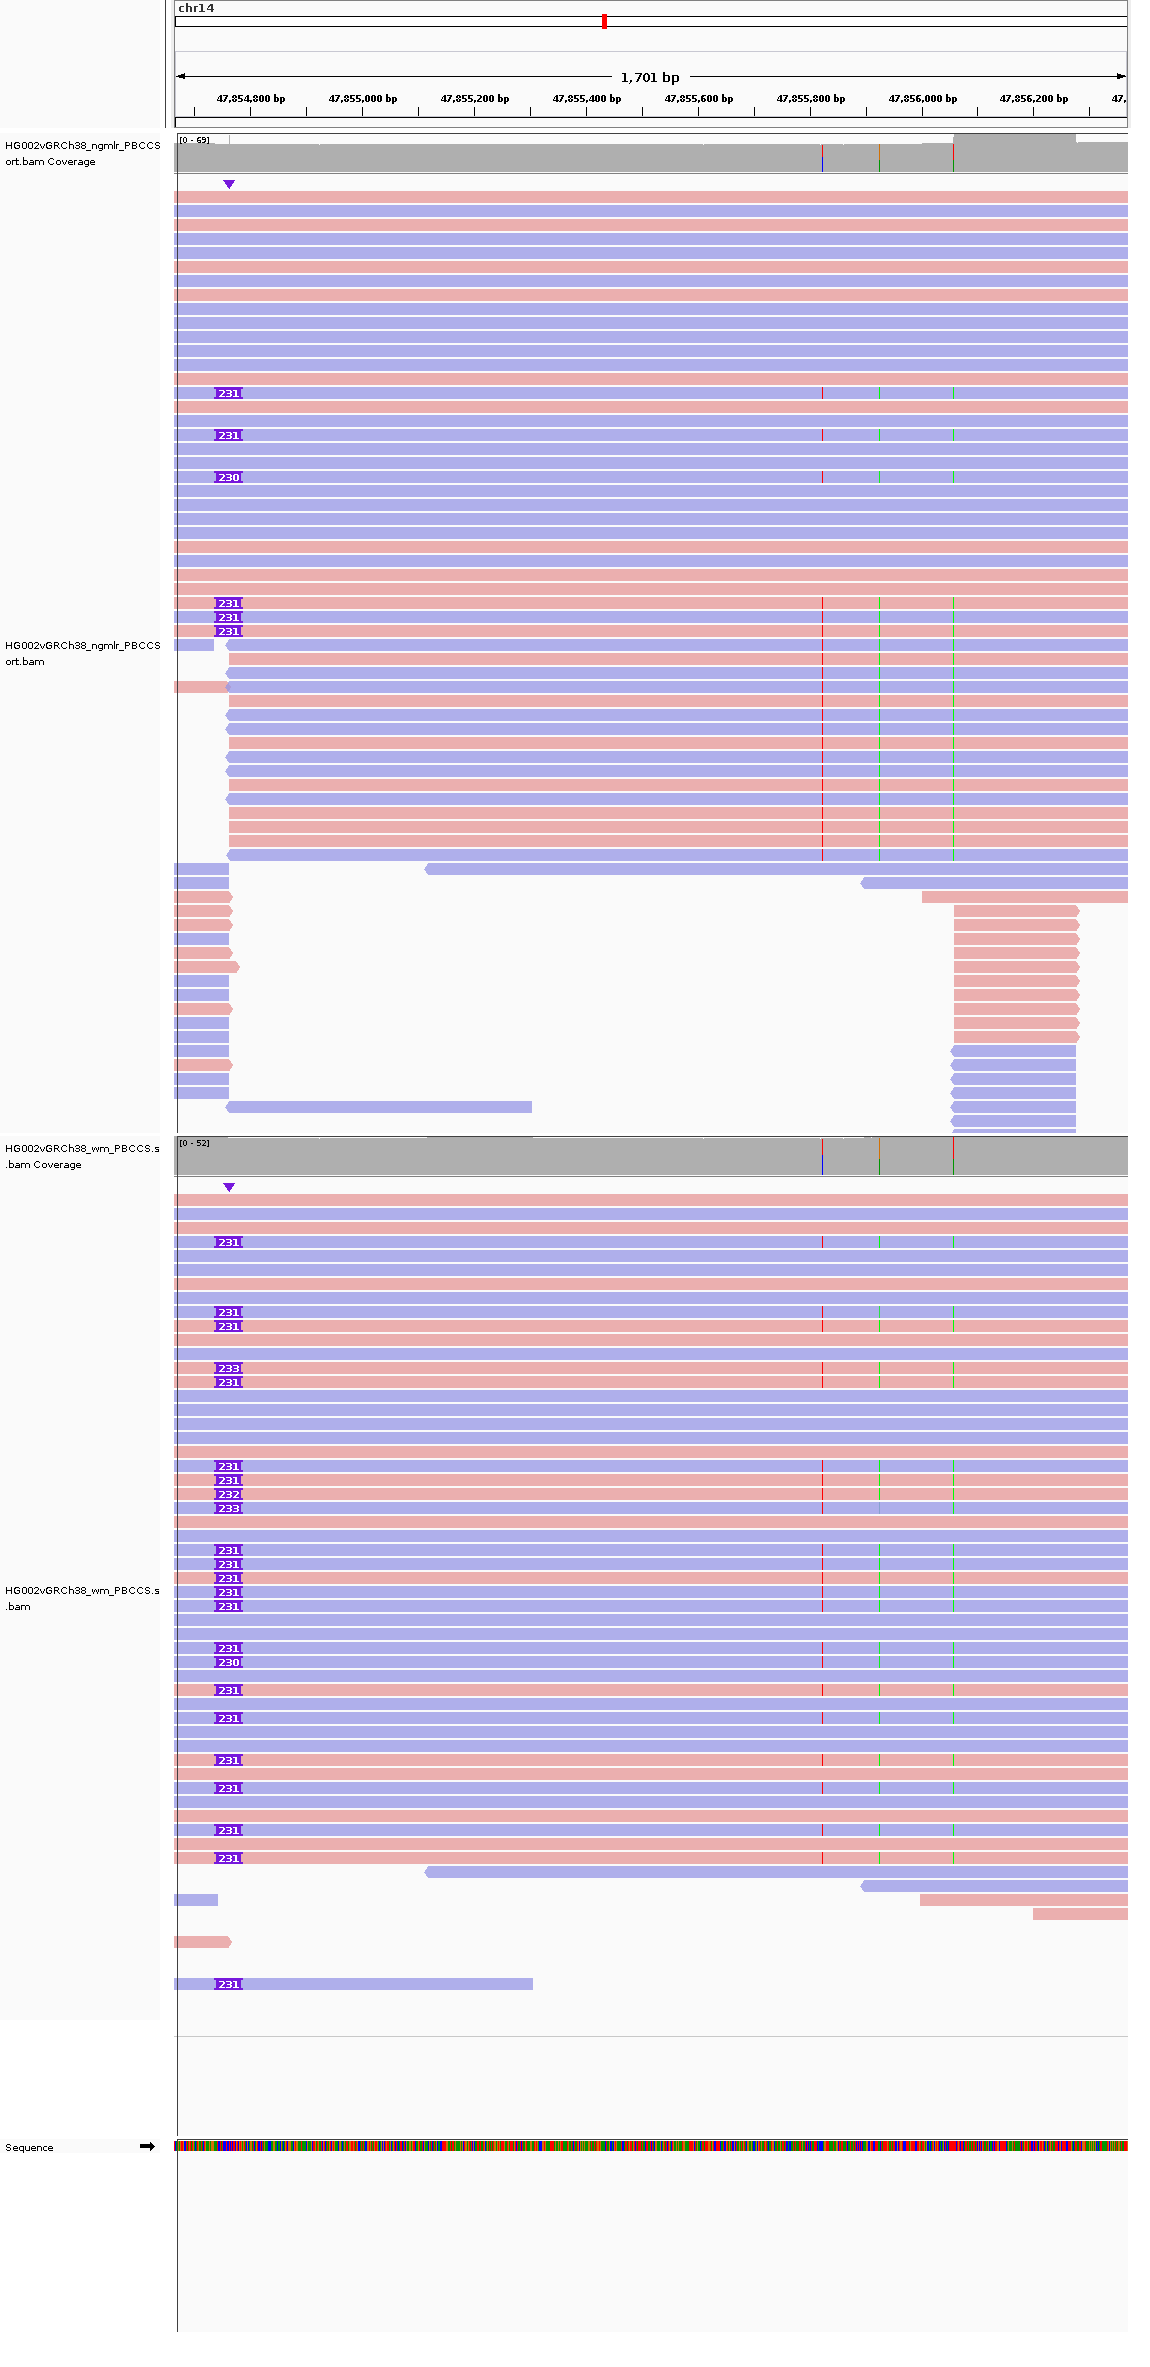 chr14
1,701 bp
47,854,800 bp 47,855,000 bp 47,855,200 bp 47,855,400 bp 47,855,600 bp 47,855,800 bp 47,856,000 bp 47,856,200 bp 47,
[0 - 69]
HG002vGRCh38_ngmlr_PBCCS
ort.bam Coverage
231
231
230
231
231
231
HG002vGRCh38_ngmlr_PBCCS
ort.bam
[0 - 52]
HG002vGRCh38_wm_PBCCS.s
.bam Coverage
231
231
231
233
231
231
231
232
233
231
231
231
HG002vGRCh38_wm_PBCCS.s
231
.bam
231
231
230
231
231
231
231
231
231
231
Sequence